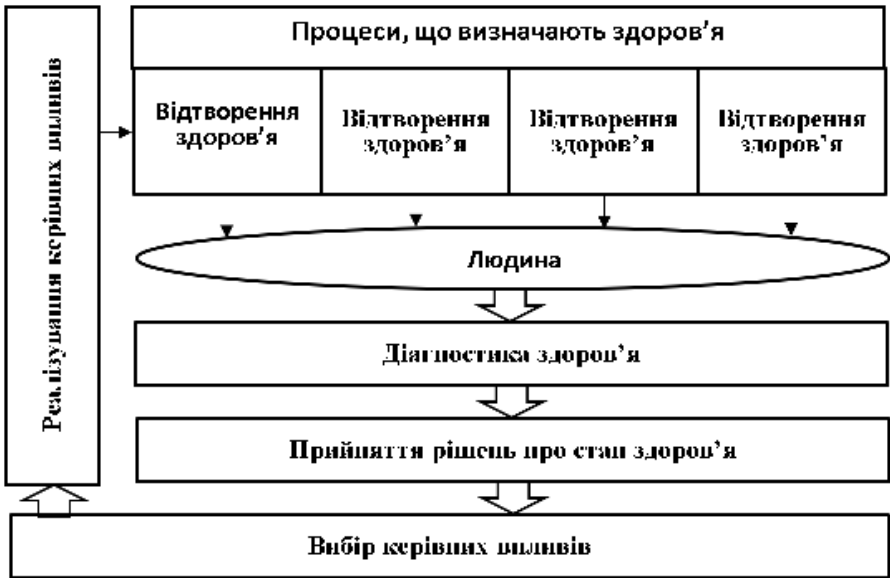 Процеси, що визначають здоров’я
Відтворення
здоров’я
Відтворення
здоров’я
Відтворення
здоров’я
Відтворення
здоров’я
Реалізування керівних впливів
Людина
Діагностика здоров’я
Прийняття рішень про стан здоров’я
Вибір керівних впливів